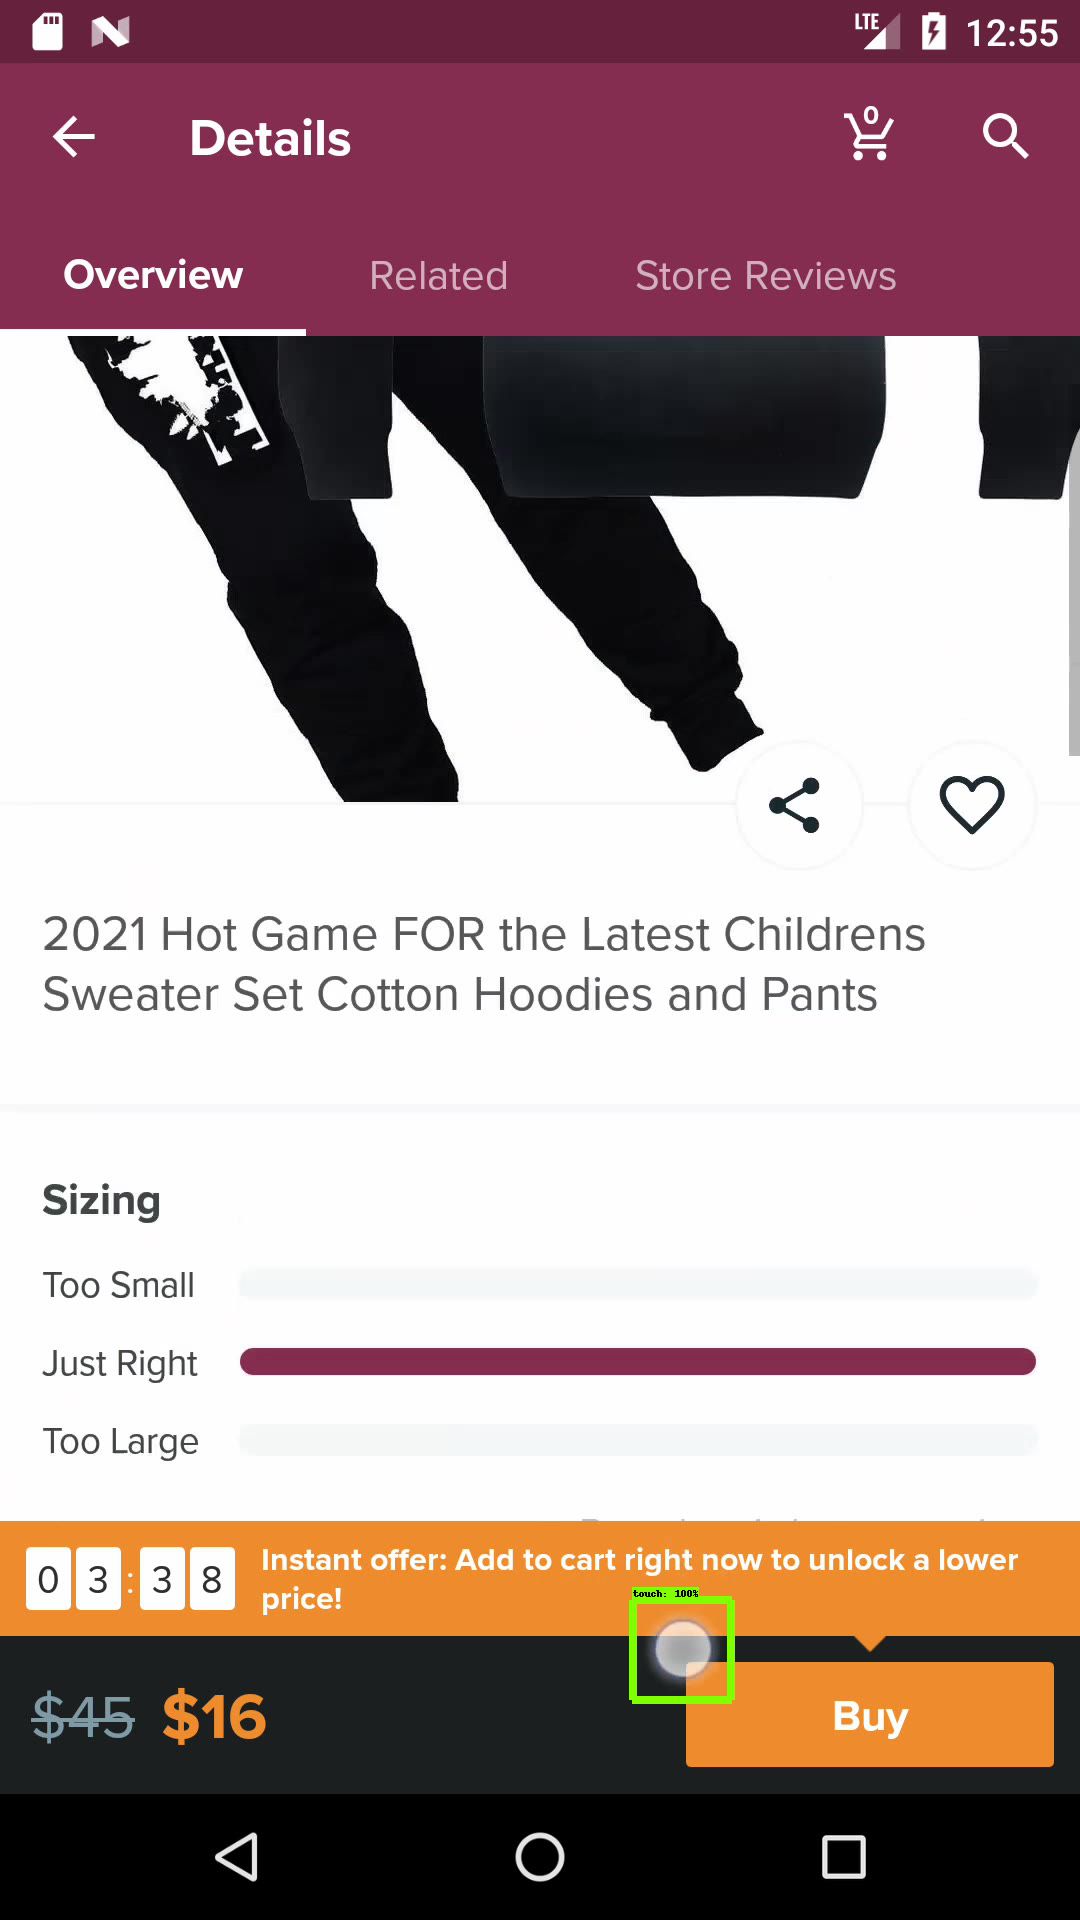 LTE 12:55
Details
0
Overview Related Store Reviews
2021 Hot Game FOR the Latest Childrens
Sweater Set Cotton Hoodies and Pants
Sizing
Too Small
Just Right
Too Large
0 3 : 3 8
Instant offer: Add to cart right now to unlock a lower
price!
touch: 100%
$45 $16
Buy